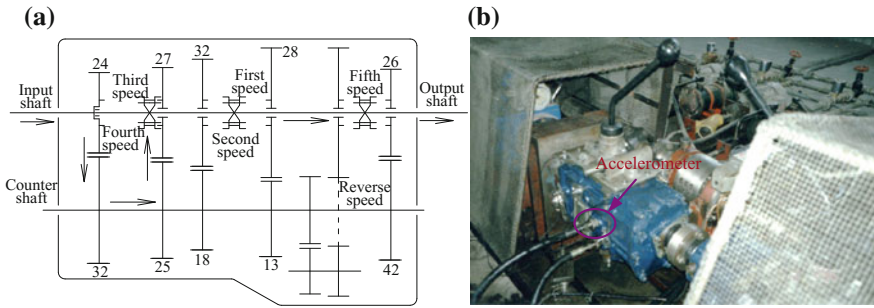 (a)
(b)
24
27
32
28
26
Input
shaft
Third
speed
First
speed
Fifth
speed
Output
shaft
Fourth
speed
Second
speed
Counter
shaft
Reverse
speed
32
25
18
13
42
Accelerometer